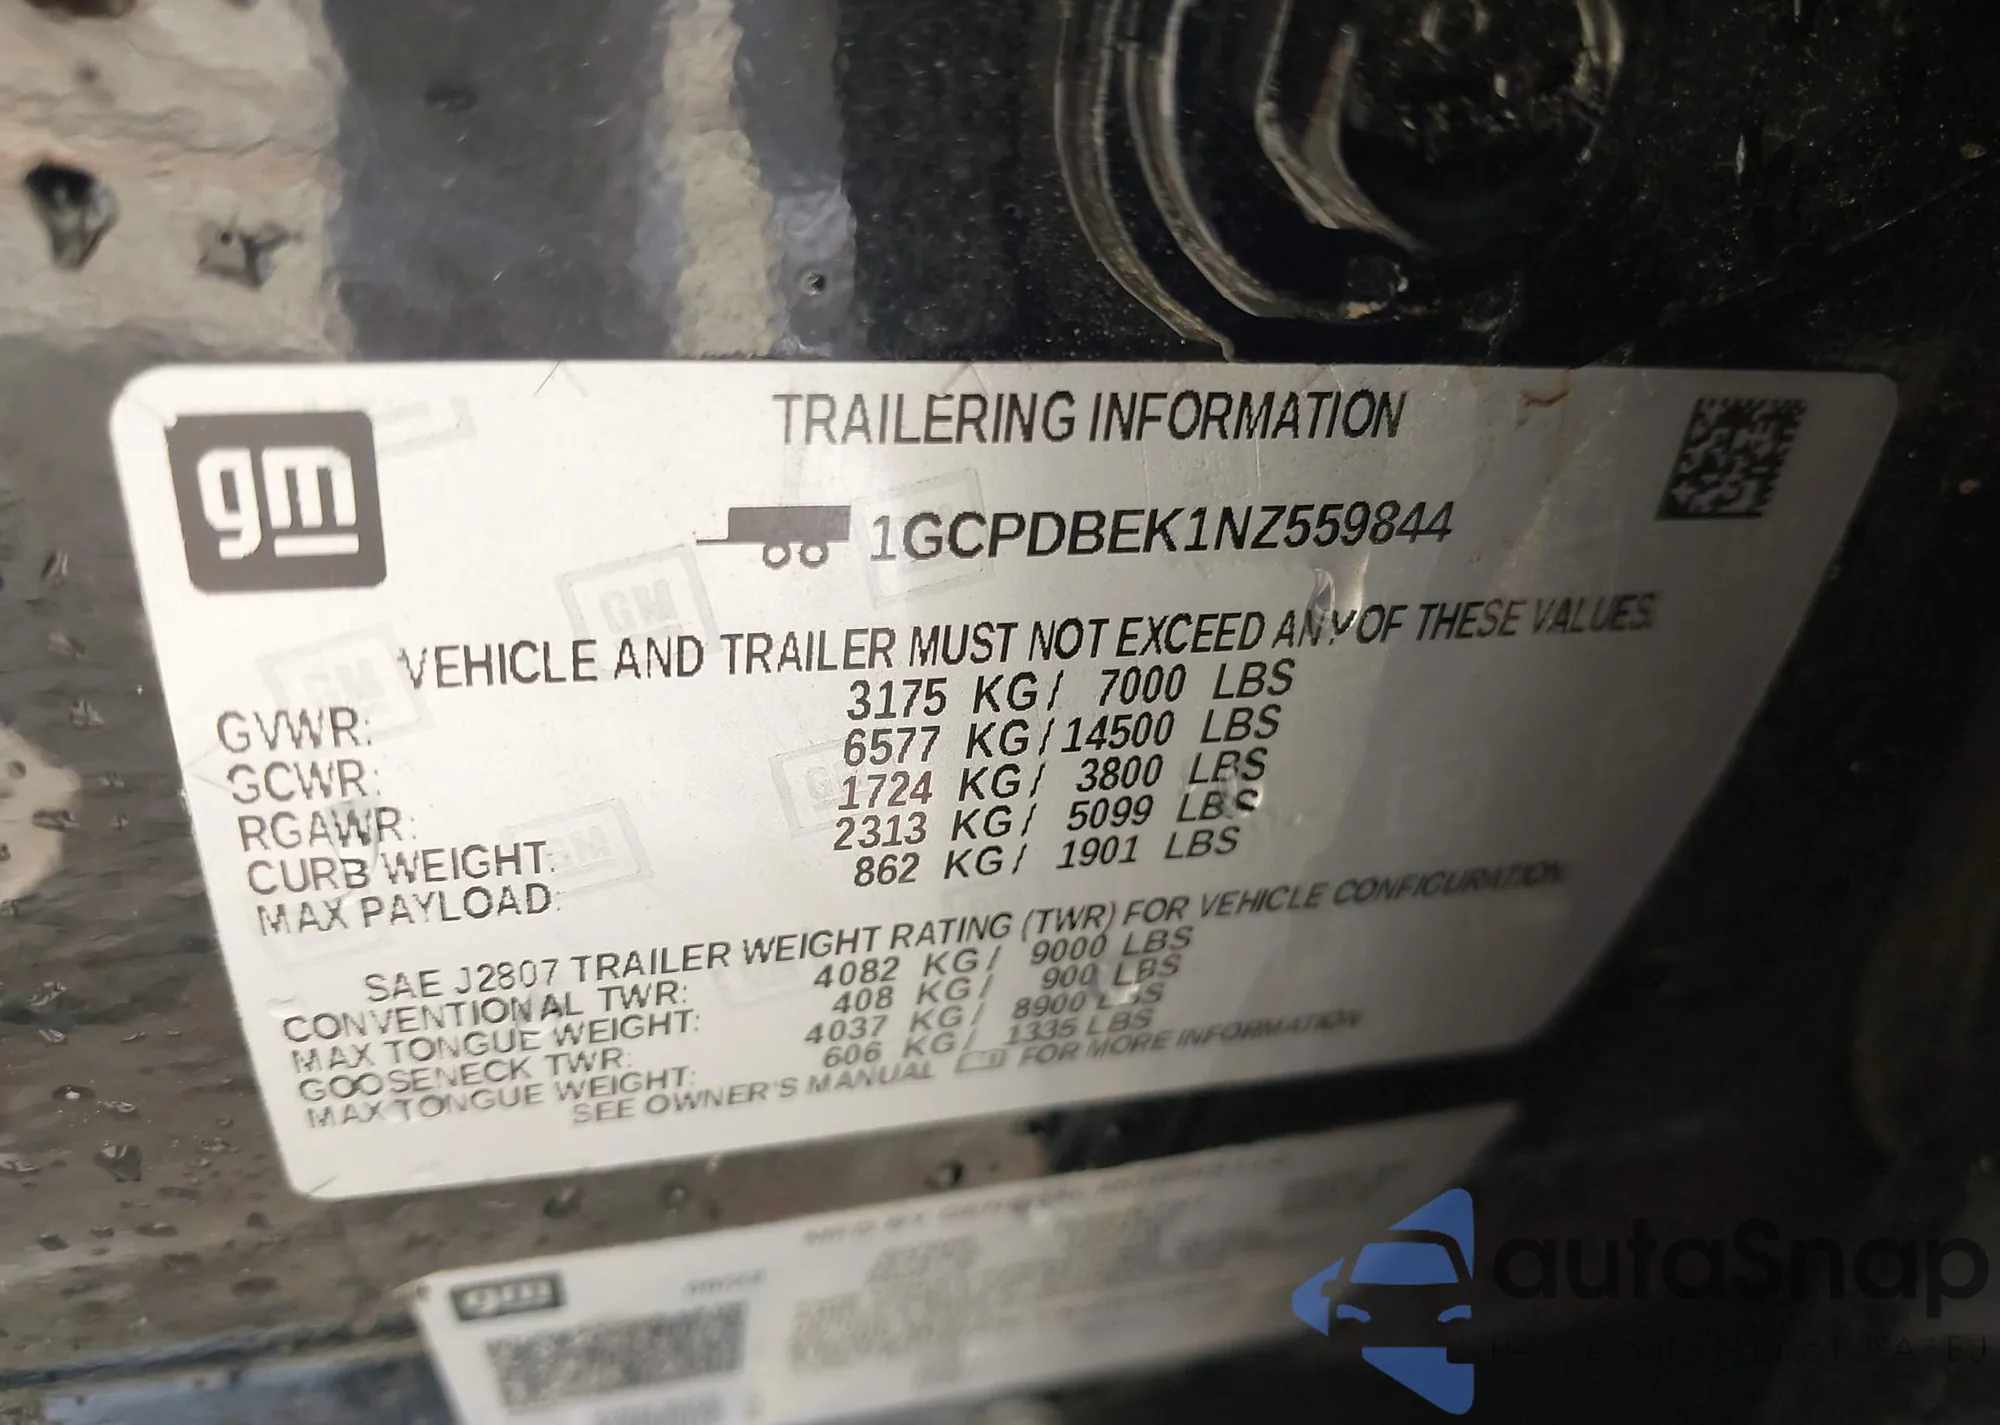 gm
TRAILERING INFORMATION
1GCPDBEK1NZ559844
VEHICLE AND TRAILER MUST NOT EXCEED ANY OF THESE VALUES.
GVWR: 3175 KG/ 7000 LBS
GCWR: 6577 KG/14500 LBS
RGAWR: 1724 KG/ 3800 LBS
CURB WEIGHT: 2313 KG/ 5099 LBS
MAX PAYLOAD: 862 KG/ 1901 LBS
SAE J2807 TRAILER WEIGHT RATING (TWR) FOR VEHICLE CONFIGURATION.
CONVENTIONAL TWR: 4082 KG/ 9000 LBS
MAX TONGUE WEIGHT: 408 KG/ 900 LBS
GOOSENECK TWR: 4037 KG/ 8900 LBS
MAX TONGUE WEIGHT: 606 KG/ 1335 LBS
SEE OWNER'S MANUAL FOR MORE INFORMATION
gm
autaSnap